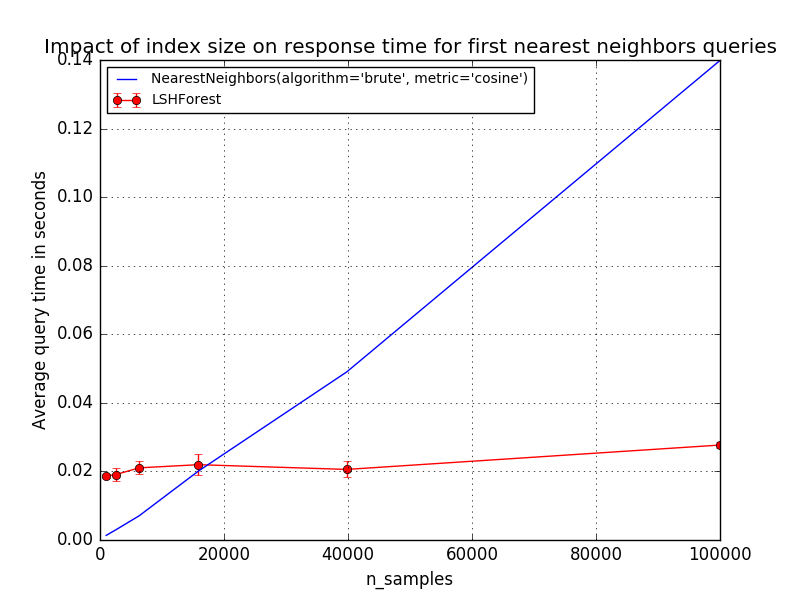 Impact of index size on response time for first nearest neighbors queries
NearestNeighbors(algorithm='brute', metric='cosine')
LSHForest
Average query time in seconds
0.14
0.12
0.10
0.08
0.06
0.04
0.02
0.00
0 20000 40000 60000 80000 100000
n_samples